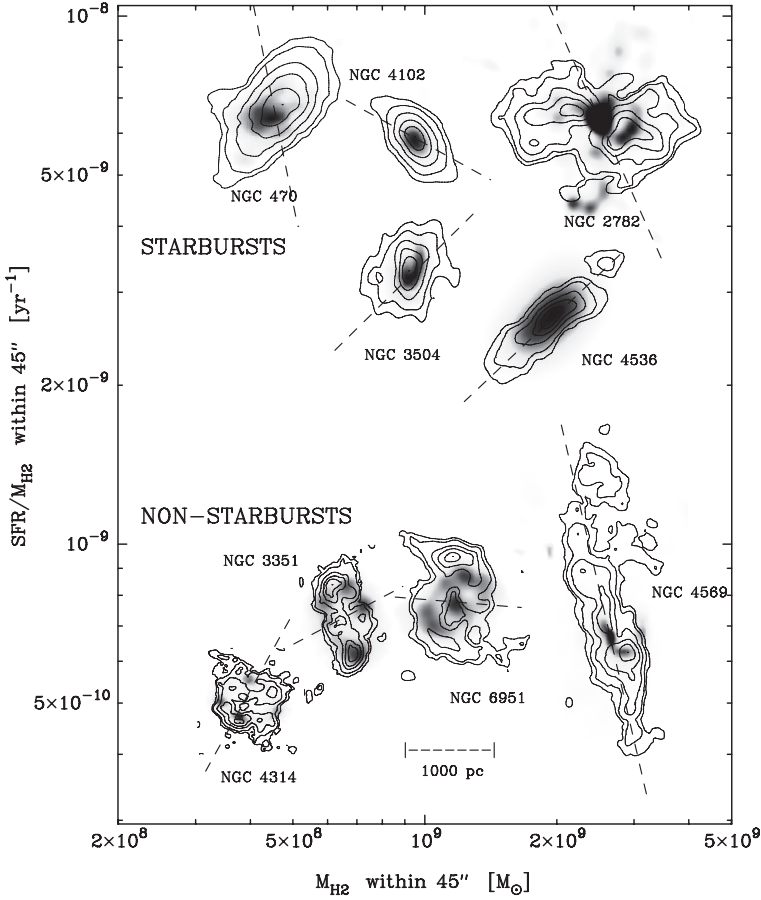 10⁻⁸
NGC 4102
5×10⁻⁹
NGC 470
NGC 2782
STARBURSTS
NGC 3504
NGC 4536
2×10⁻⁹
SFR/M_H2 within 45″ [yr⁻¹]
NON-STARBURSTS
10⁻⁹
NGC 3351
NGC 4569
5×10⁻¹⁰
NGC 6951
NGC 4314
1000 pc
2×10⁸ 5×10⁸ 10⁹ 2×10⁹ 5×10⁹
M_H2 within 45″ [M_⊙]